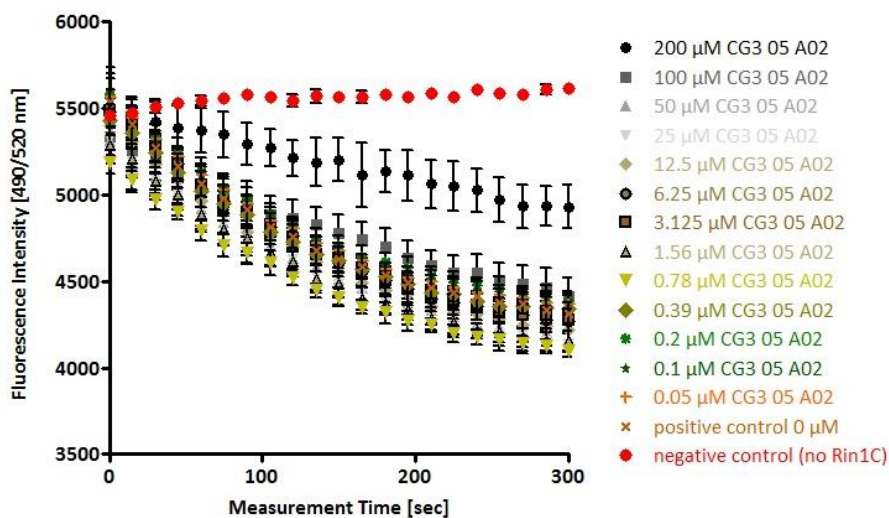 6000
5500
5000
4500
4000
3500
Fluorescence Intensity [490/520 nm]
0
100
200
300
Measurement Time [sec]
200 µM CG3 05 A02
100 µM CG3 05 A02
50 µM CG3 05 A02
25 µM CG3 05 A02
12.5 µM CG3 05 A02
6.25 µM CG3 05 A02
3.125 µM CG3 05 A02
1.56 µM CG3 05 A02
0.78 µM CG3 05 A02
0.39 µM CG3 05 A02
0.2 µM CG3 05 A02
0.1 µM CG3 05 A02
0.05 µM CG3 05 A02
positive control 0 µM
negative control (no Rin1C)